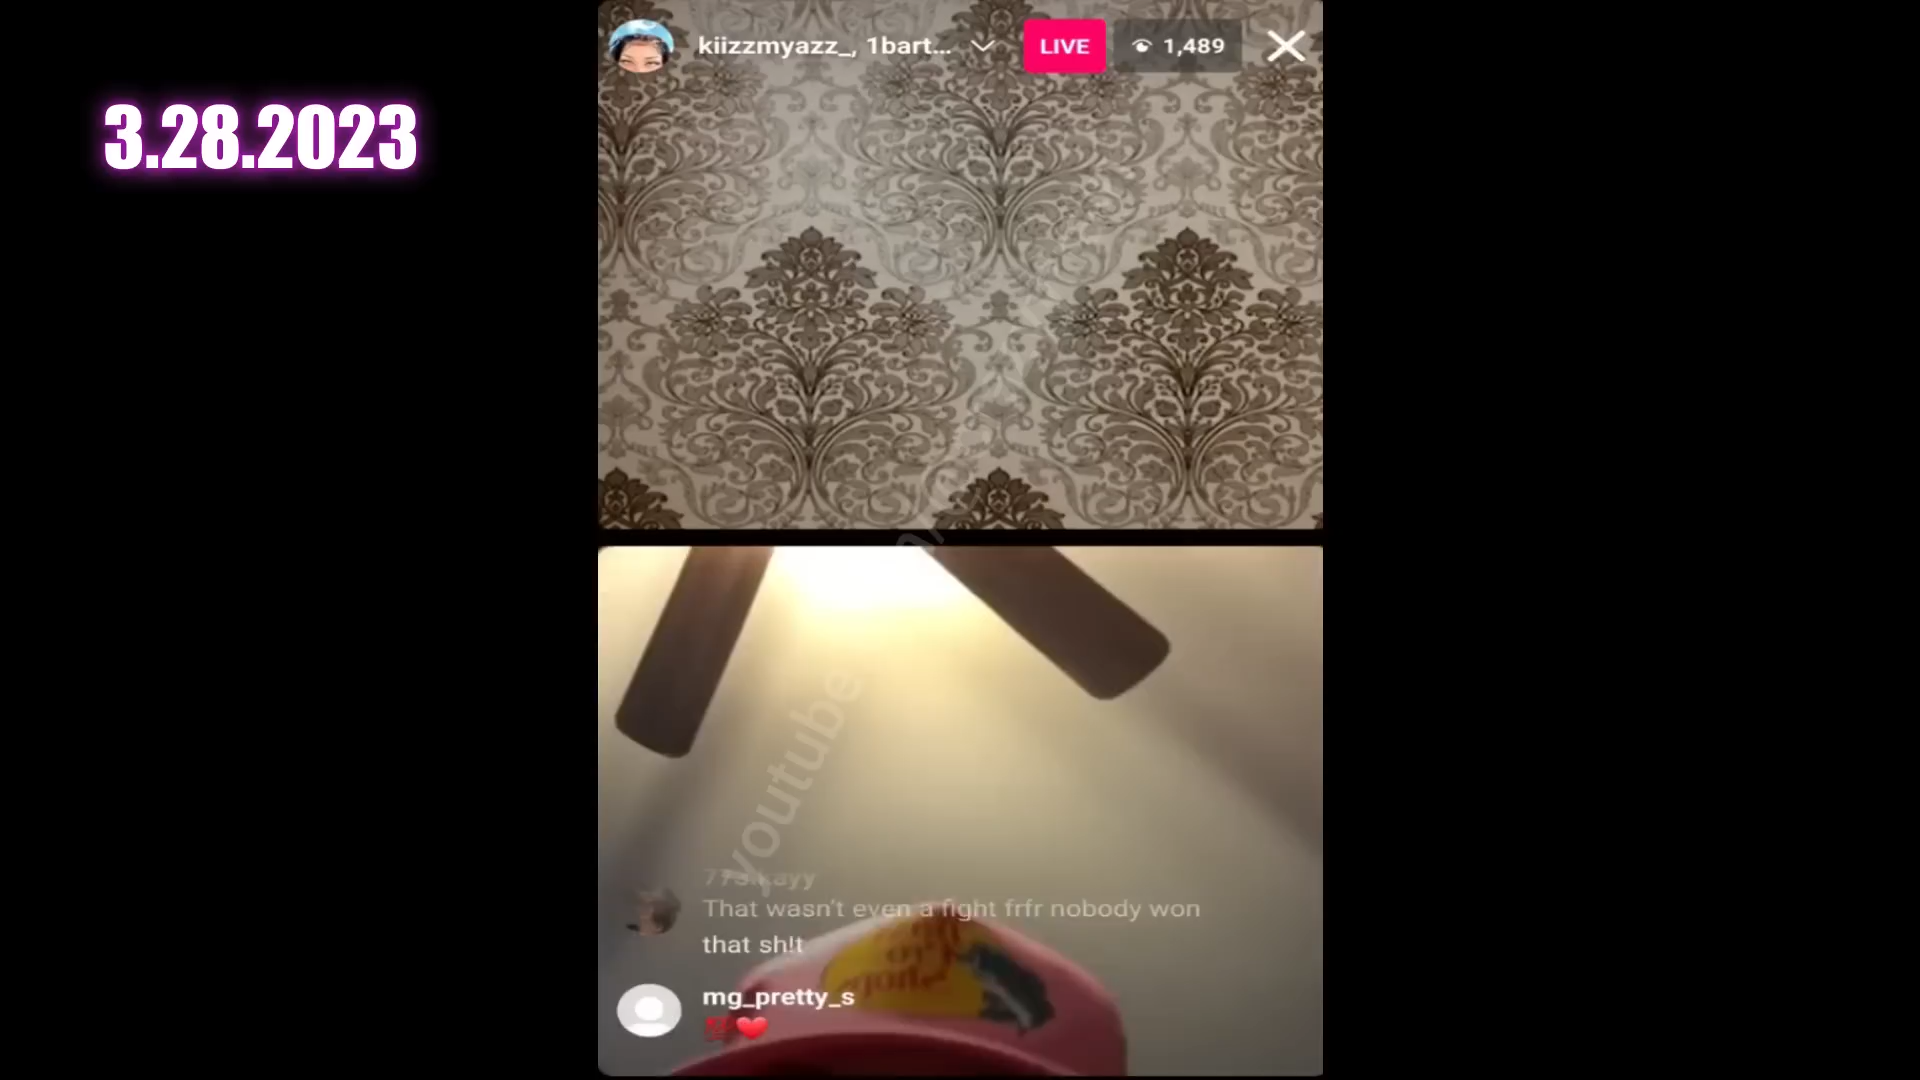 kiizzmyazz_, 1bart...
LIVE
1,489
3.28.2023
youtube
That wasn't even a fight frfr nobody won
that sh!t
mg_pretty_s
💯❤️